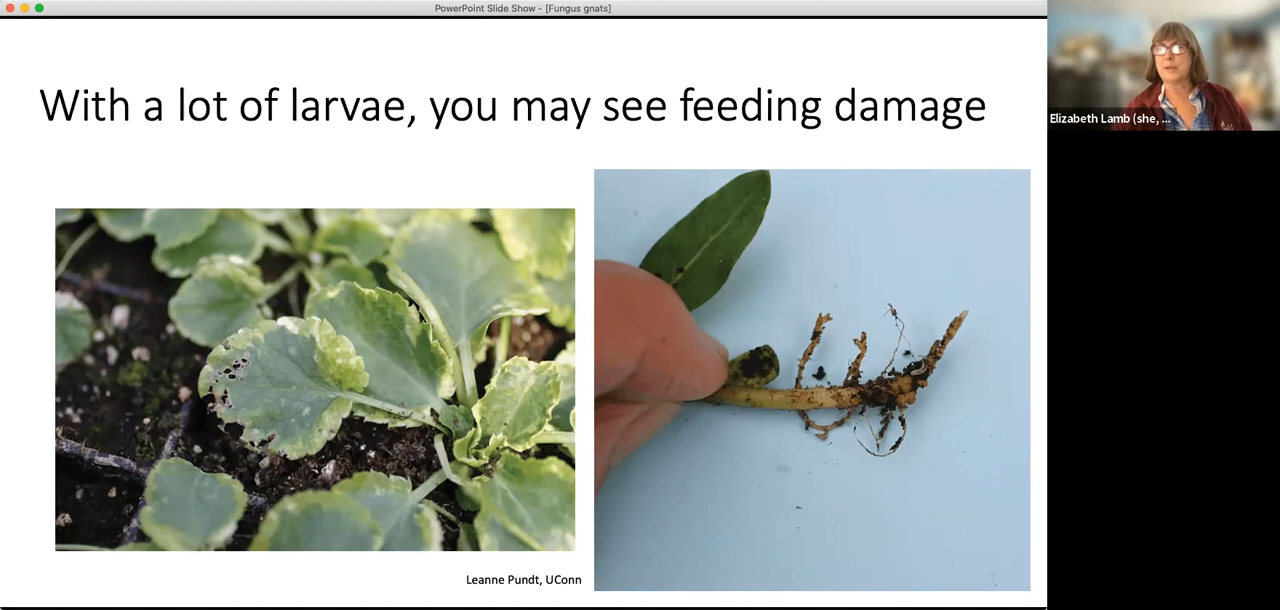 PowerPoint Slide Show - [Fungus gnats]
With a lot of larvae, you may see feeding damage
Elizabeth Lamb (she, ...
Leanne Pundt, UConn